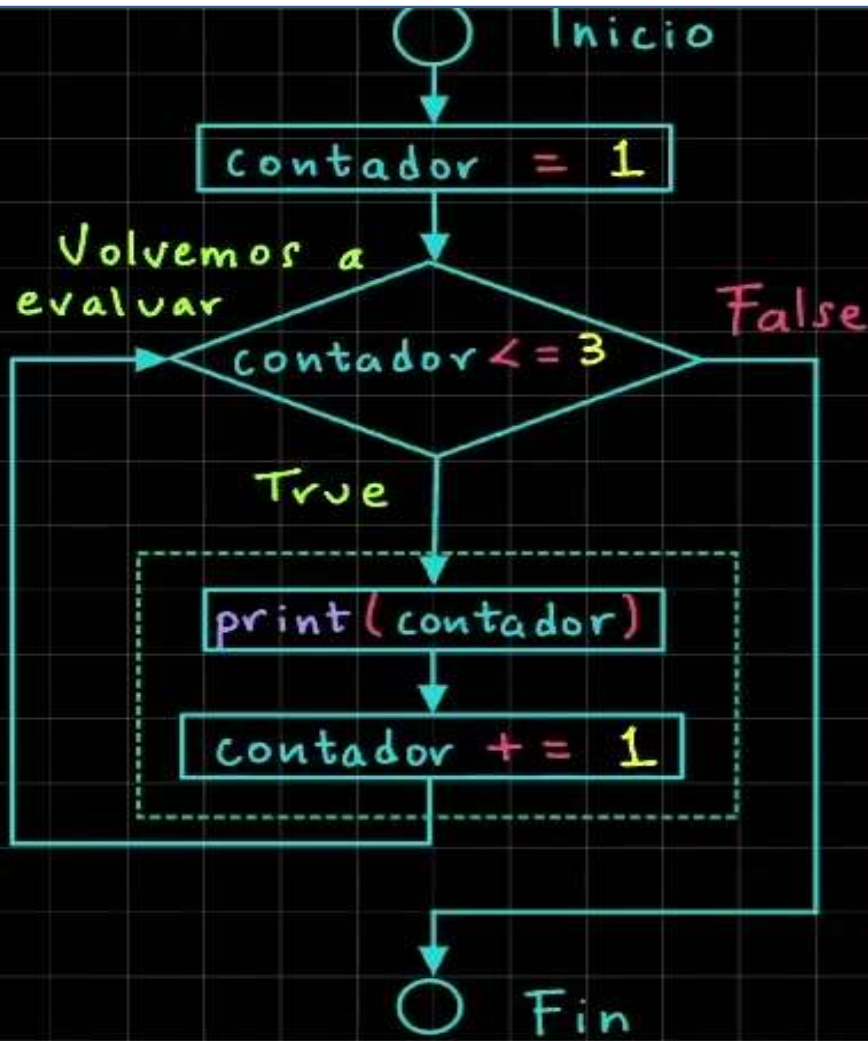 Inicio
contador = 1
Volvemos a
evaluar
False
contador <= 3
True
print(contador)
contador += 1
Fin